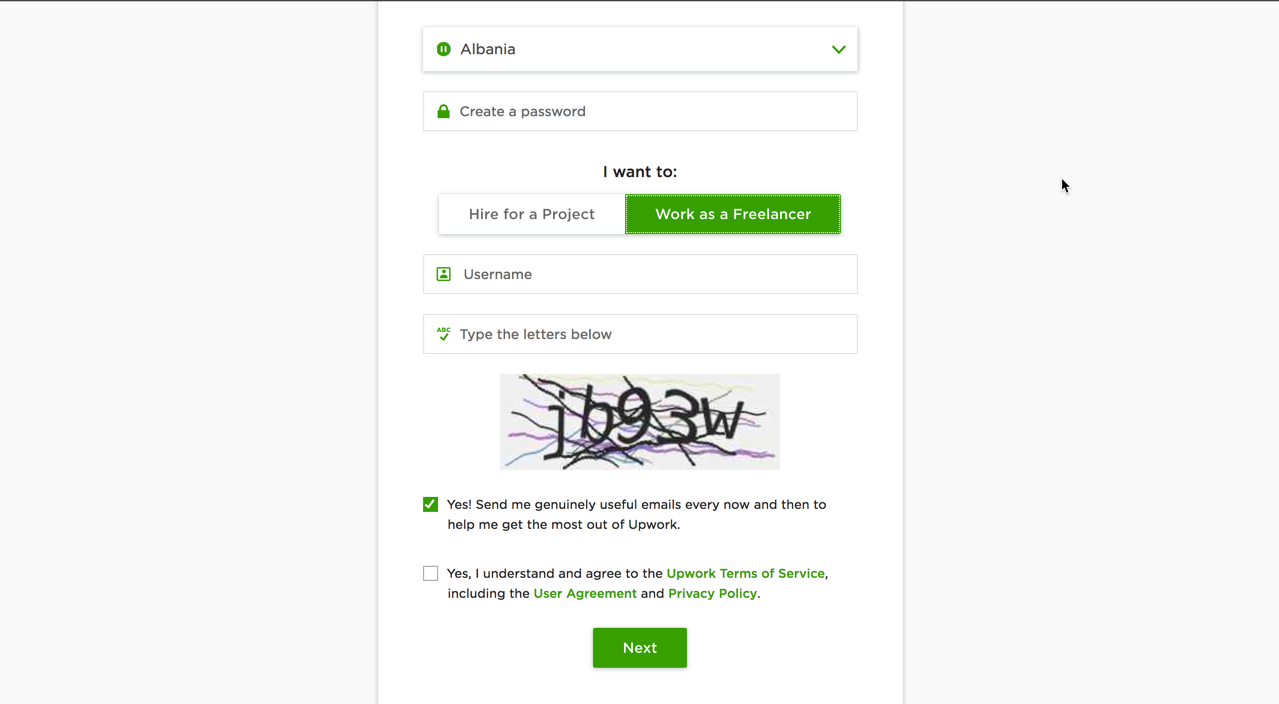 Albania
Create a password
I want to:
Hire for a Project
Work as a Freelancer
Username
ABC
Type the letters below
Yes! Send me genuinely useful emails every now and then to
help me get the most out of Upwork.
Yes, I understand and agree to the Upwork Terms of Service,
including the User Agreement and Privacy Policy.
Next